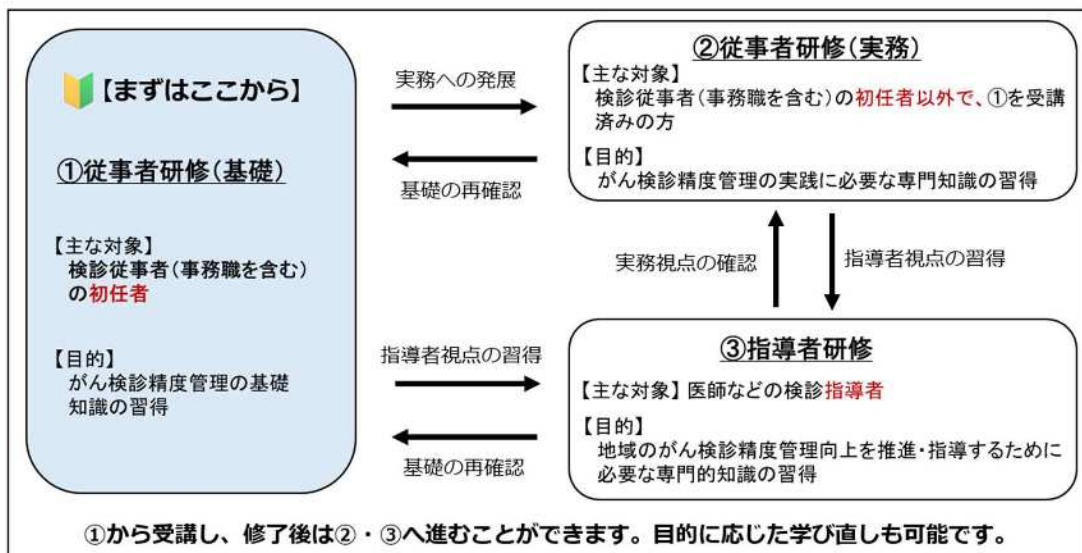 【まずはここから】
①従事者研修(基礎)
【主な対象】
検診従事者(事務職を含む)
の初任者
【目的】
がん検診精度管理の基礎
知識の習得
実務への発展
基礎の再確認
②従事者研修(実務)
【主な対象】
検診従事者(事務職を含む)の初任者以外で、①を受講
済みの方
【目的】
がん検診精度管理の実践に必要な専門知識の習得
実務視点の確認
指導者視点の習得
指導者視点の習得
基礎の再確認
③指導者研修
【主な対象】医師などの検診指導者
【目的】
地域のがん検診精度管理向上を推進・指導するために
必要な専門的知識の習得
①から受講し、修了後は②・③へ進むことができます。目的に応じた学び直しも可能です。